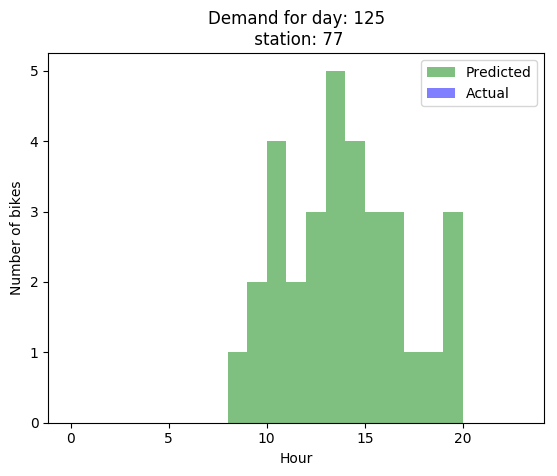 Demand for day: 125
station: 77
Predicted
Actual
Number of bikes
5
4
3
2
1
0
0 5 10 15 20
Hour